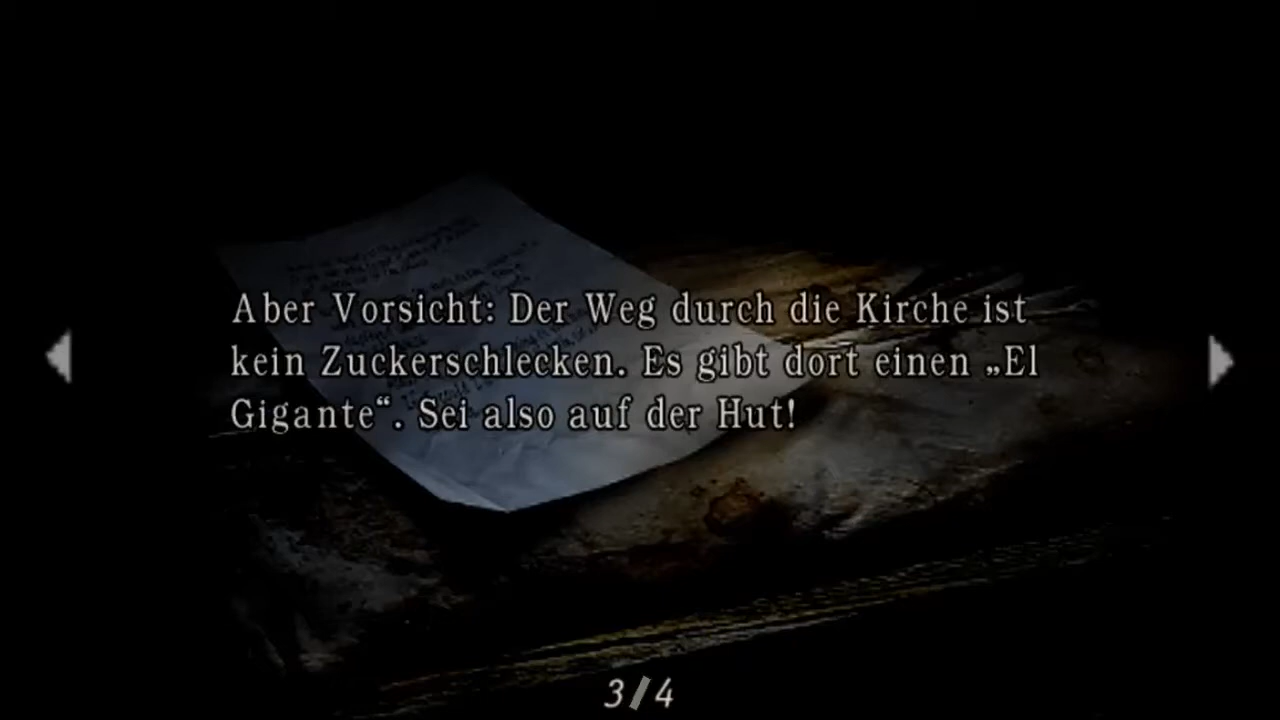 Aber Vorsicht: Der Weg durch die Kirche ist
kein Zuckerschlecken. Es gibt dort einen „El
Gigante“. Sei also auf der Hut!
3/4